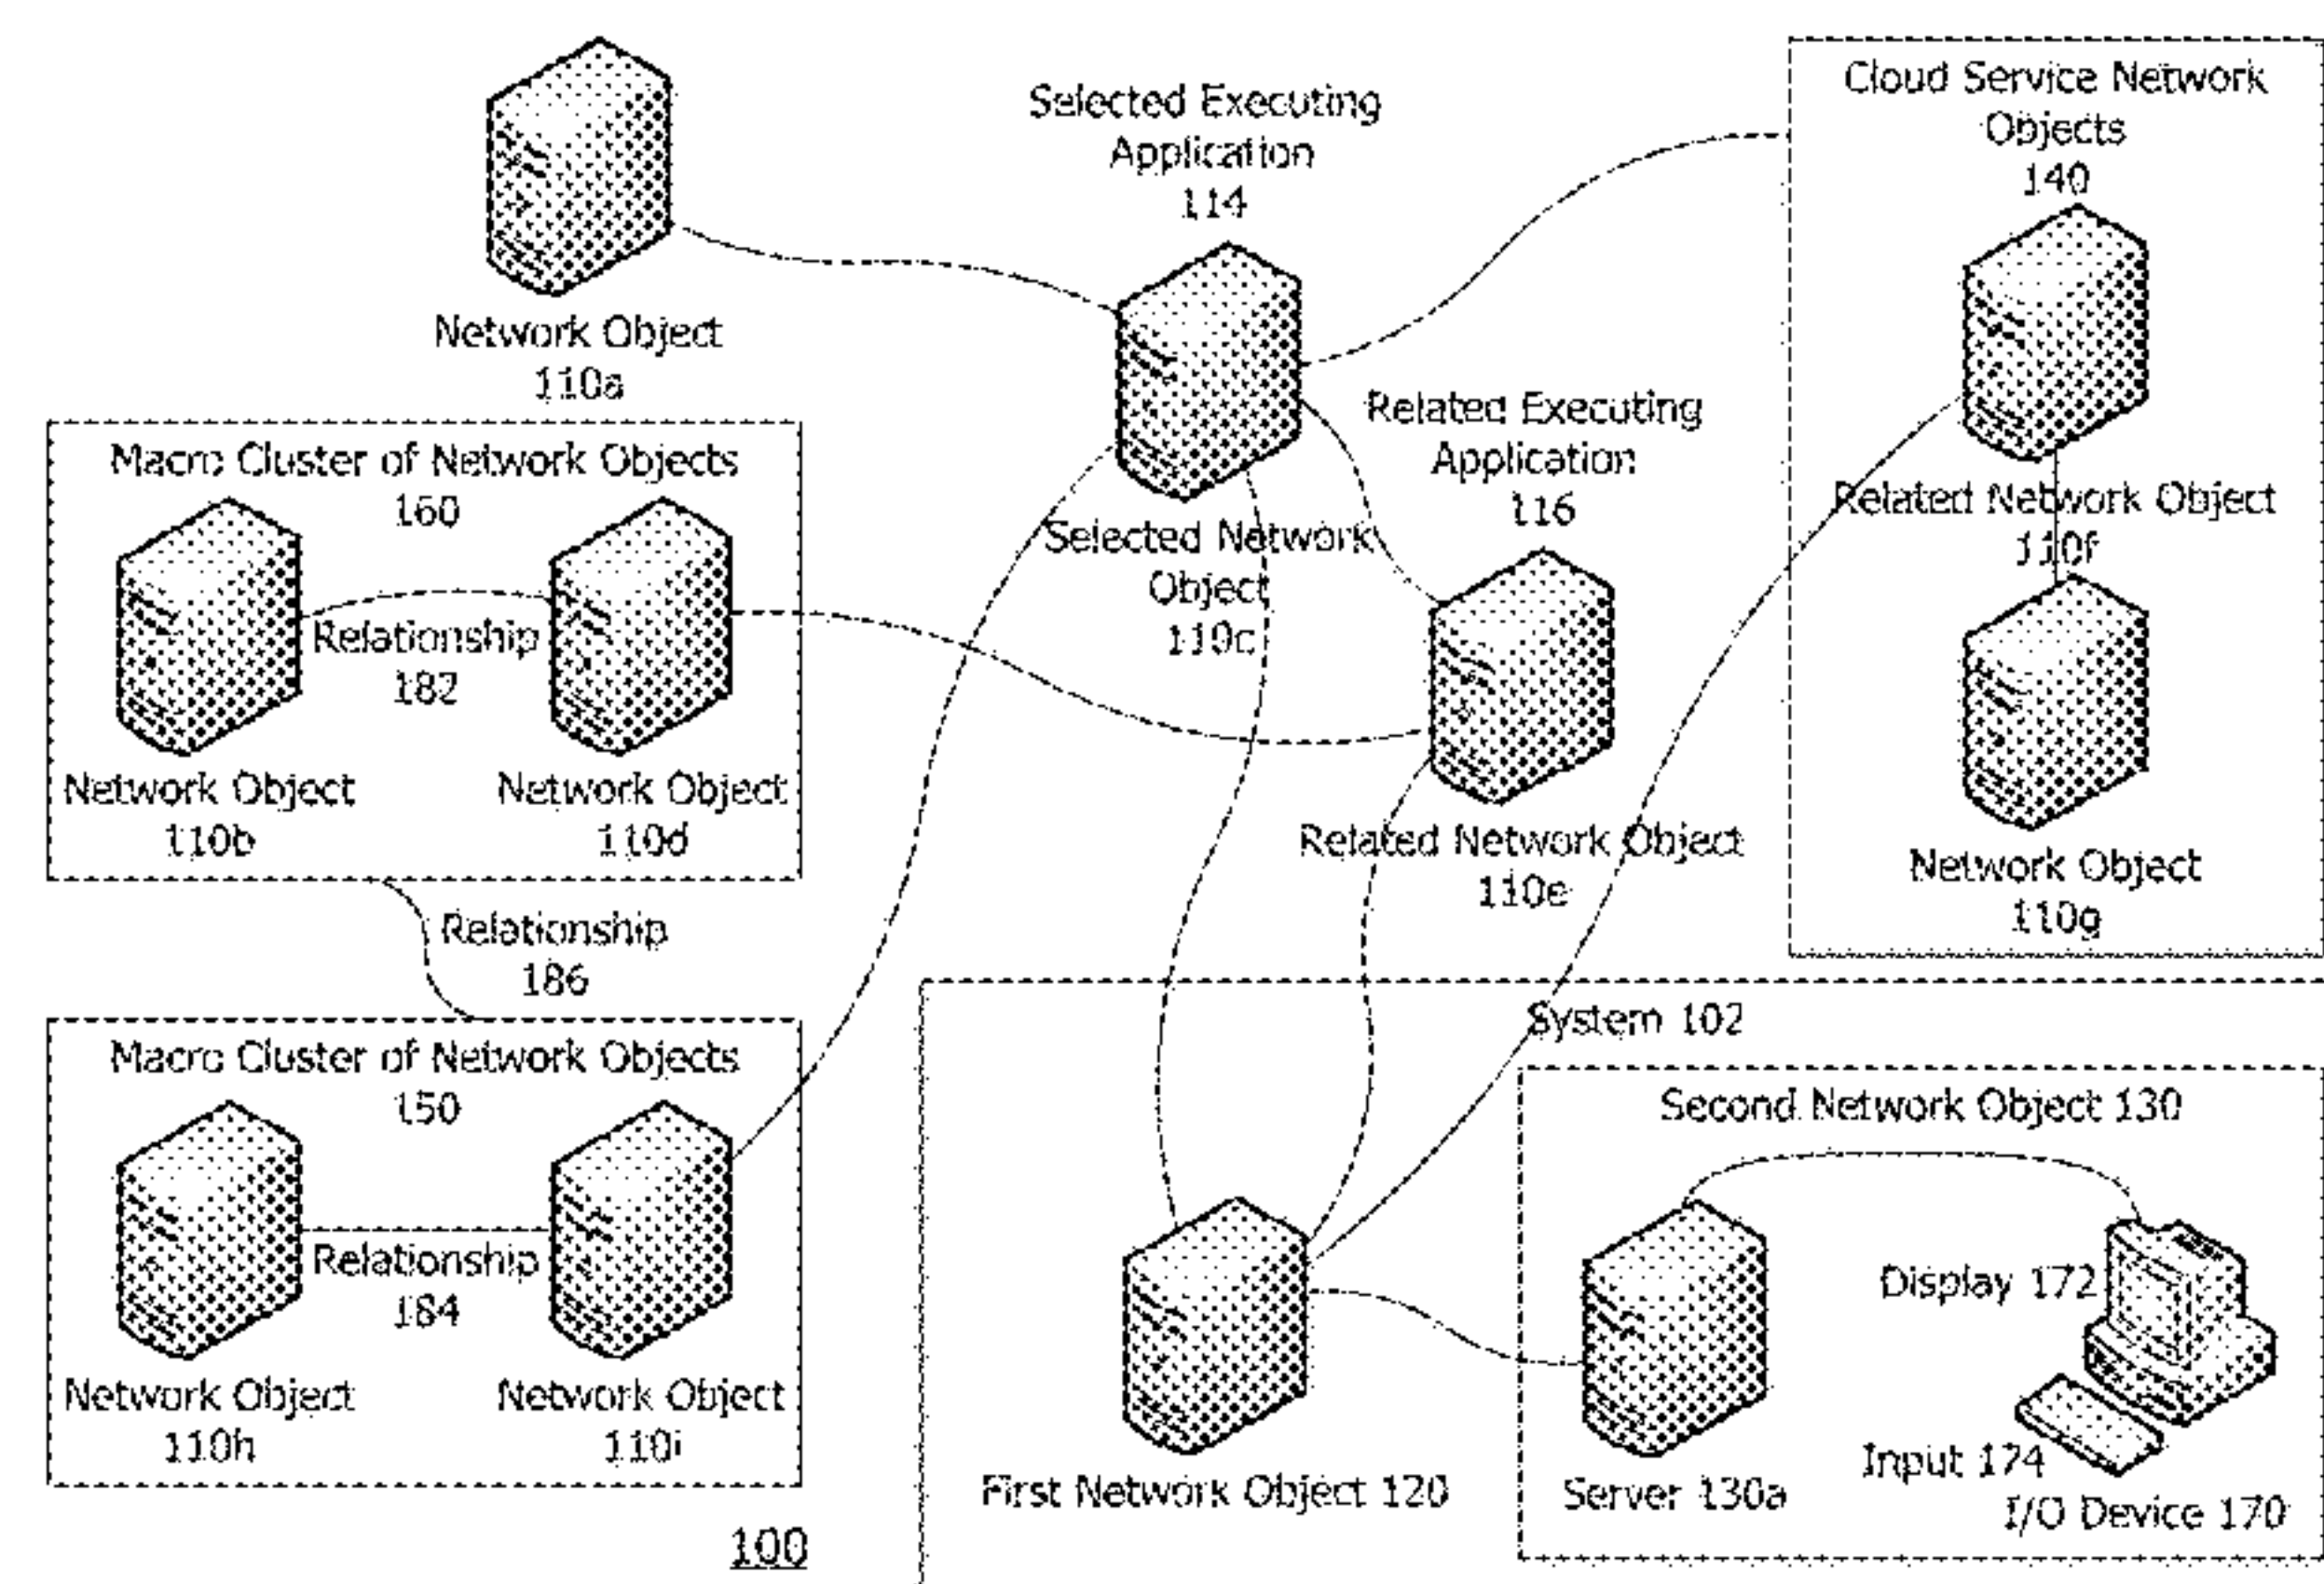 Selected Executing
Application
114
Cloud Service Network
Objects
140
Network Object
110a
Related Executing
Application
116
Macro Cluster of Network Objects
160
Selected Network
Object
110c
Related Network Object
110f
Relationship
182
Network Object
110b
Network Object
110d
Related Network Object
110e
Network Object
110g
Relationship
186
System 102
Macro Cluster of Network Objects
150
Second Network Object 130
Relationship
184
Display 172
Network Object
110h
Network Object
110i
First Network Object 120
Server 130a
Input 174
I/O Device 170
100